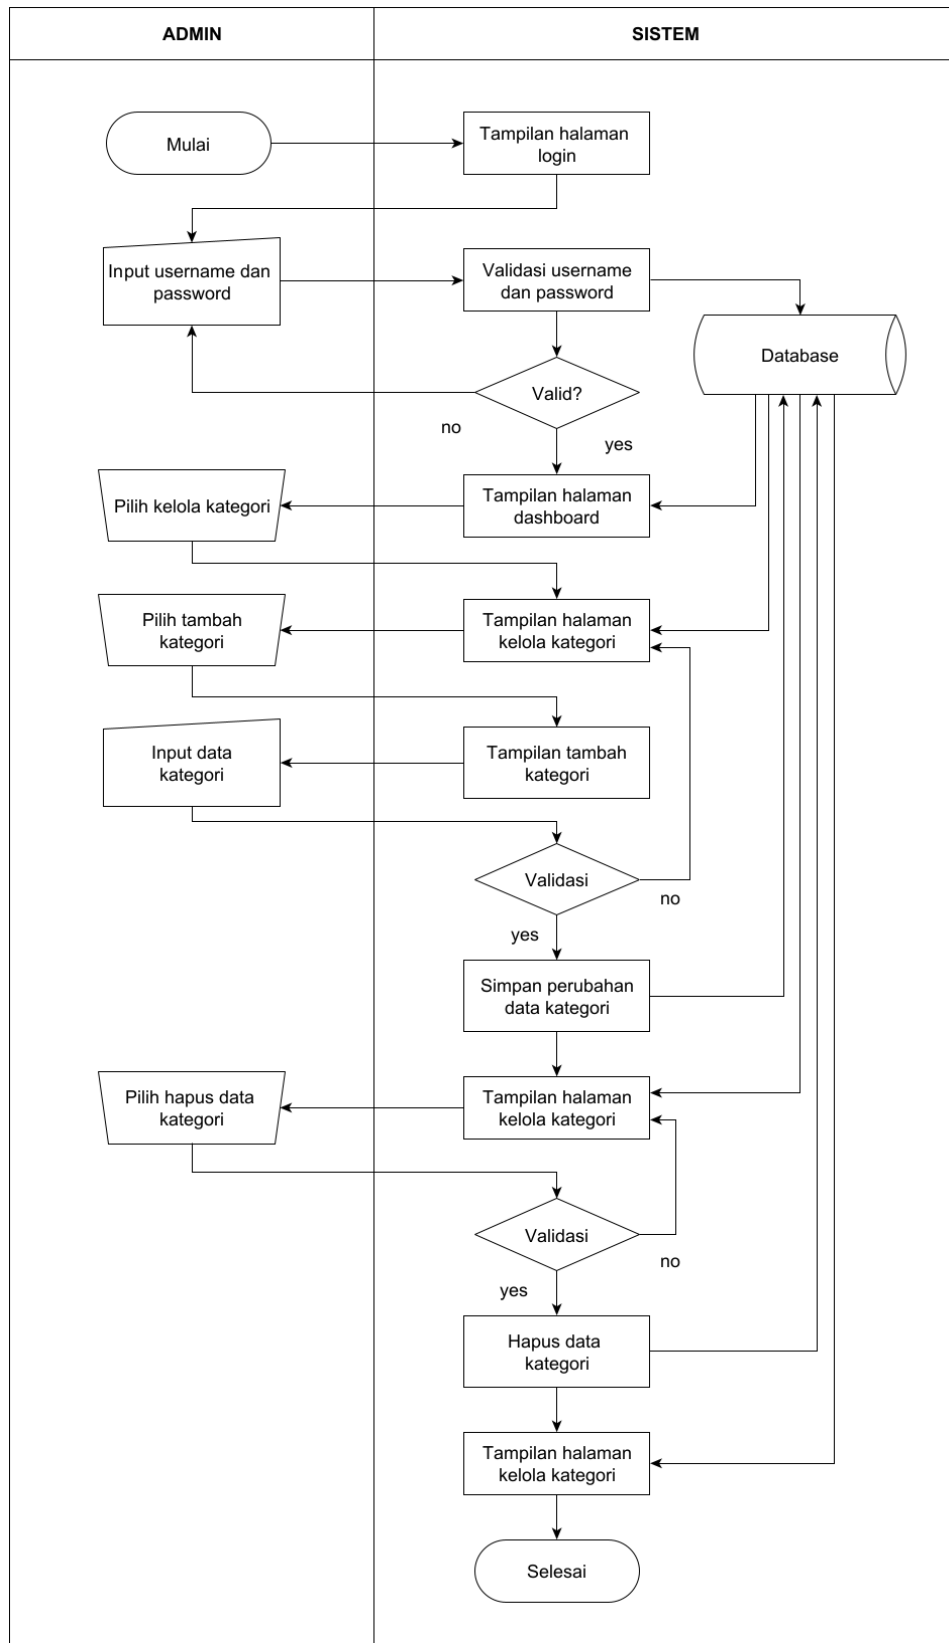 ADMIN
SISTEM
Mulai
Tampilan halaman
login
Input username dan
password
Validasi username
dan password
Database
Valid?
no
yes
Pilih kelola kategori
Tampilan halaman
dashboard
Pilih tambah
kategori
Tampilan halaman
kelola kategori
Input data
kategori
Tampilan tambah
kategori
Validasi
no
yes
Simpan perubahan
data kategori
Pilih hapus data
kategori
Tampilan halaman
kelola kategori
Validasi
no
yes
Hapus data
kategori
Tampilan halaman
kelola kategori
Selesai